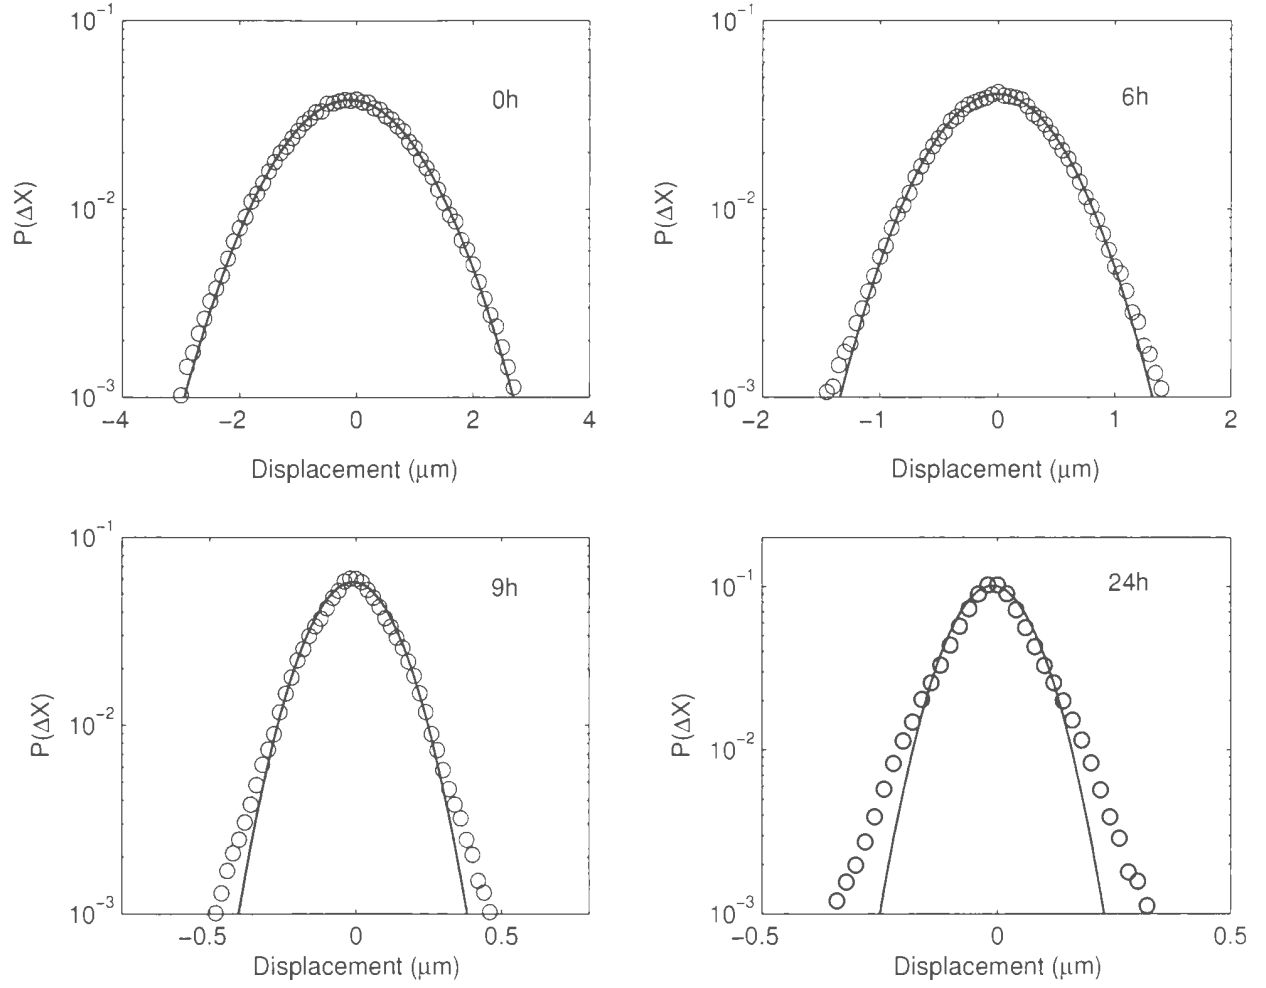 10⁻¹
0h
P(ΔX)
10⁻²
10⁻³
−4 −2 0 2 4
Displacement (μm)
10⁻¹
6h
P(ΔX)
10⁻²
10⁻³
−2 −1 0 1 2
Displacement (μm)
10⁻¹
9h
P(ΔX)
10⁻²
10⁻³
−0.5 0 0.5
Displacement (μm)
10⁻¹
24h
P(ΔX)
10⁻²
10⁻³
−0.5 0 0.5
Displacement (μm)